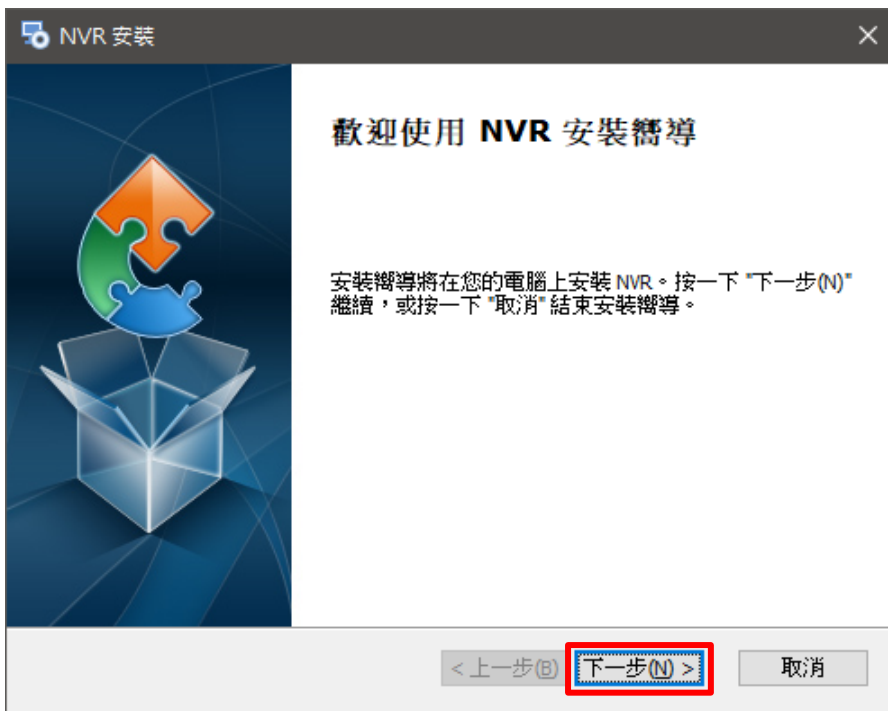 NVR 安裝
歡迎使用 NVR 安裝嚮導
安裝嚮導將在您的電腦上安裝 NVR。按一下 "下一步(N)"
繼續，或按一下 "取消" 結束安裝嚮導。
< 上一步(B)
下一步(N) >
取消